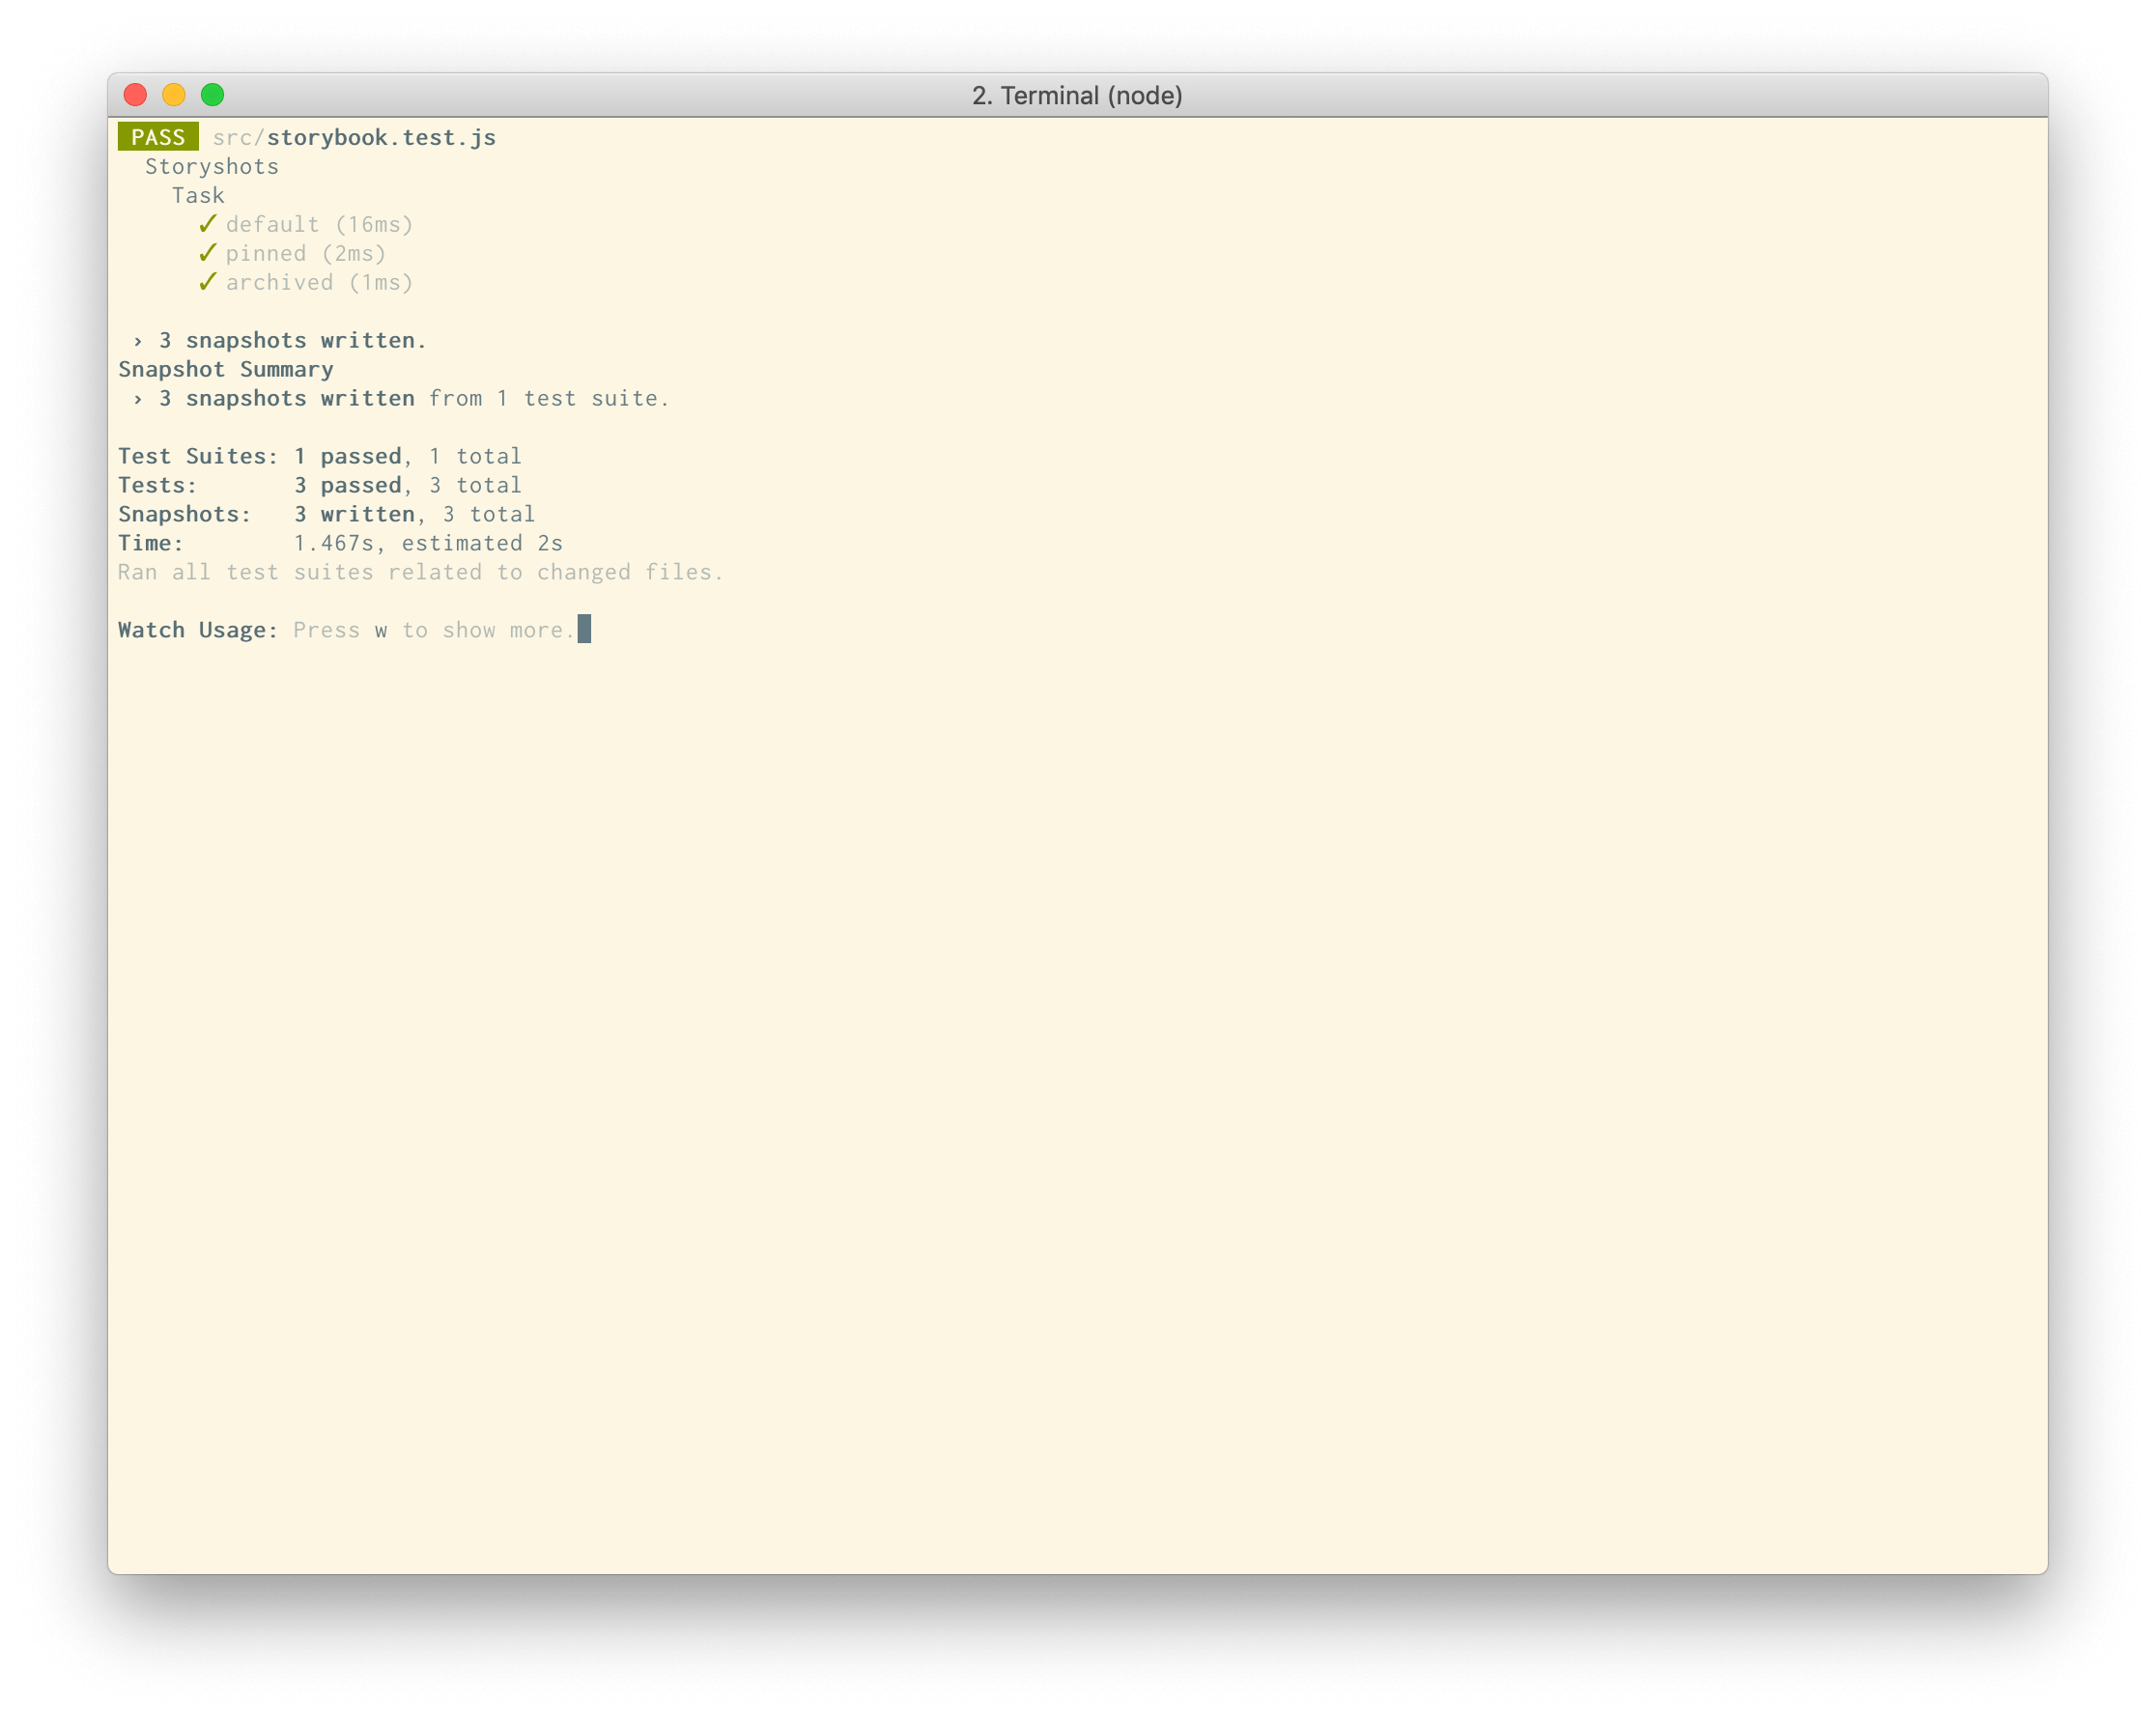 2. Terminal (node)
PASS src/storybook.test.js
Storyshots
Task
✓ default (16ms)
✓ pinned (2ms)
✓ archived (1ms)
› 3 snapshots written.
Snapshot Summary
› 3 snapshots written from 1 test suite.
Test Suites: 1 passed, 1 total
Tests: 3 passed, 3 total
Snapshots: 3 written, 3 total
Time: 1.467s, estimated 2s
Ran all test suites related to changed files.
Watch Usage: Press w to show more.